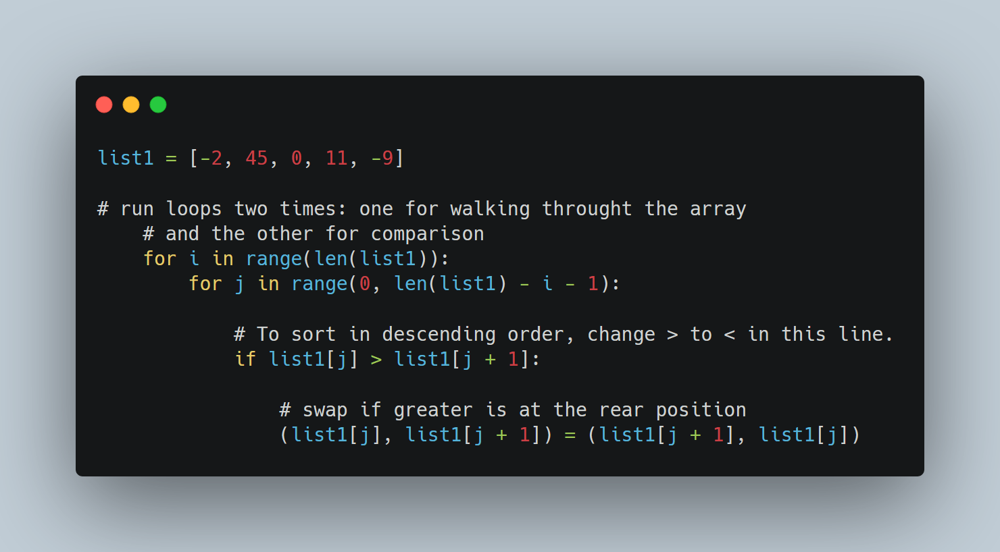 list1 = [-2, 45, 0, 11, -9]
# run loops two times: one for walking throught the array
    # and the other for comparison
    for i in range(len(list1)):
        for j in range(0, len(list1) - i - 1):
            # To sort in descending order, change > to < in this line.
            if list1[j] > list1[j + 1]:
                # swap if greater is at the rear position
                (list1[j], list1[j + 1]) = (list1[j + 1], list1[j])